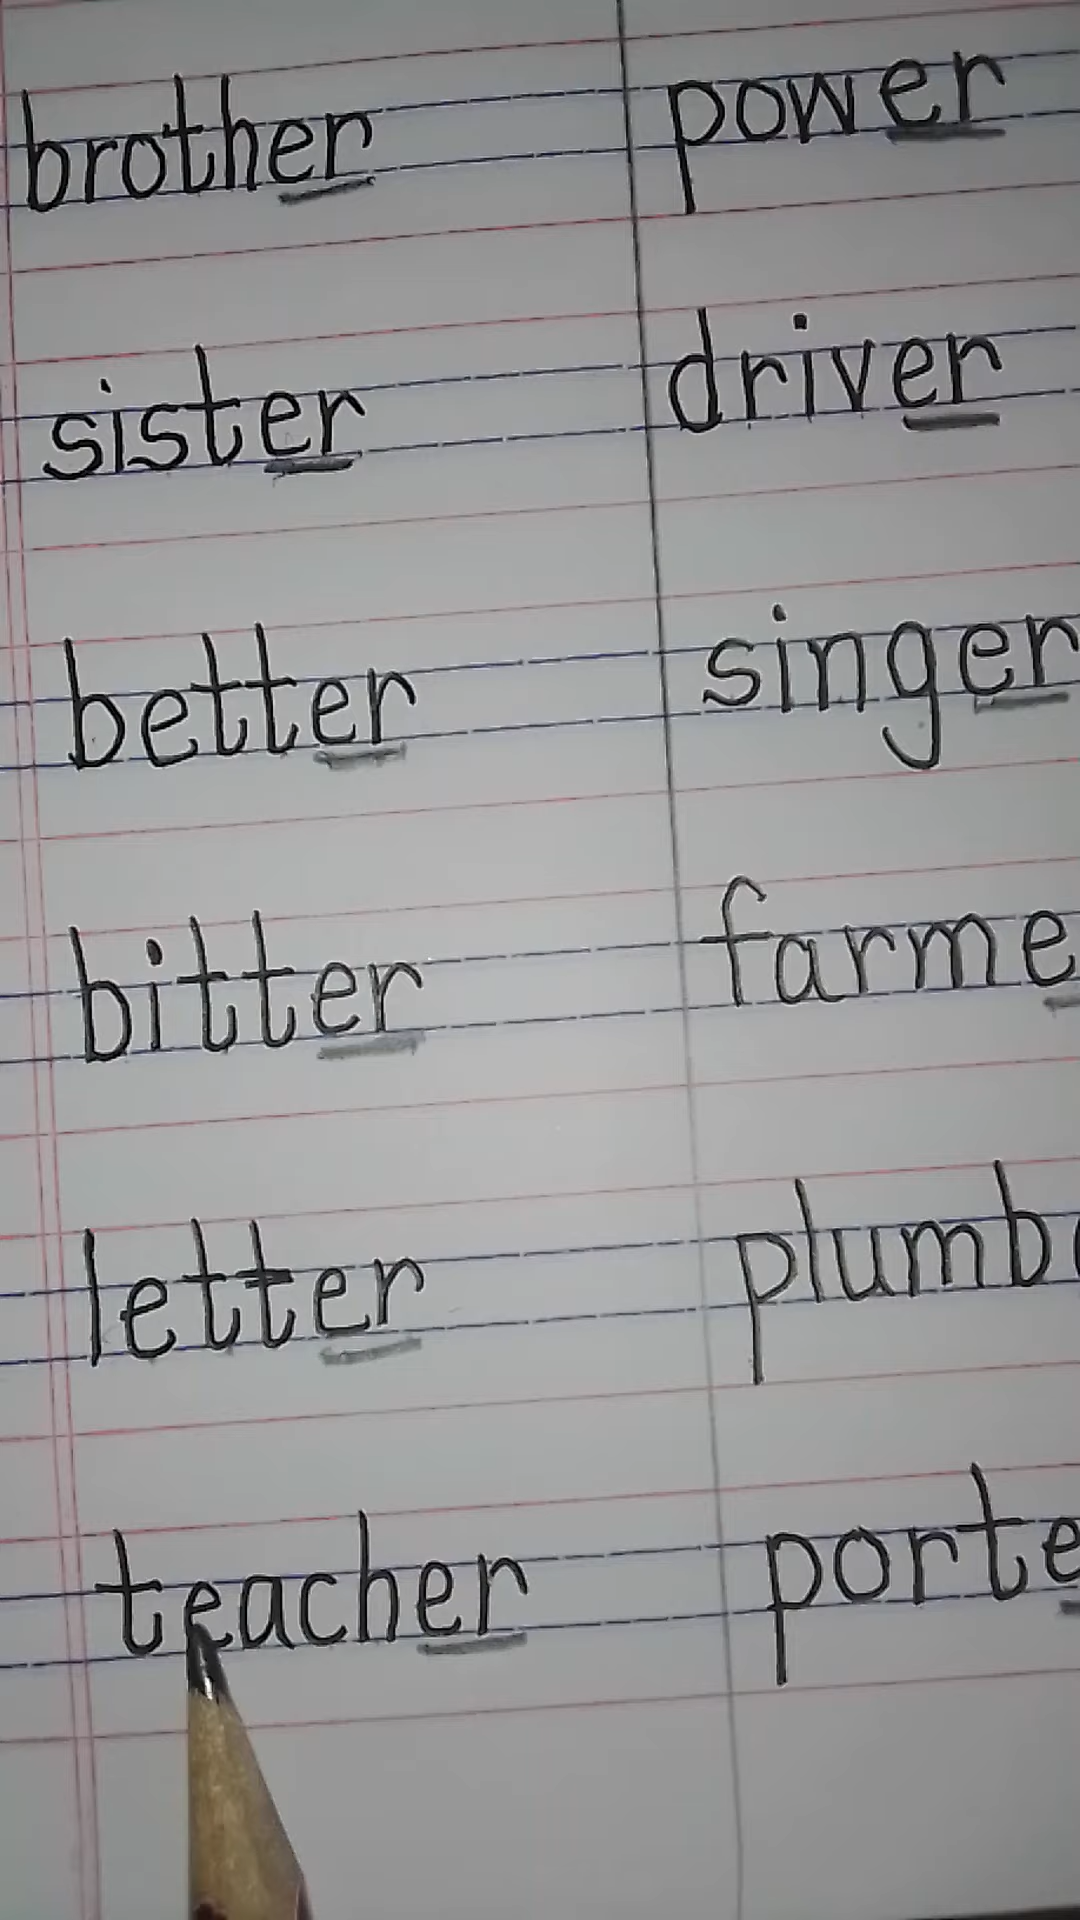 brother power
sister driver
better singer
bitter farme
letter plumb
teacher porte